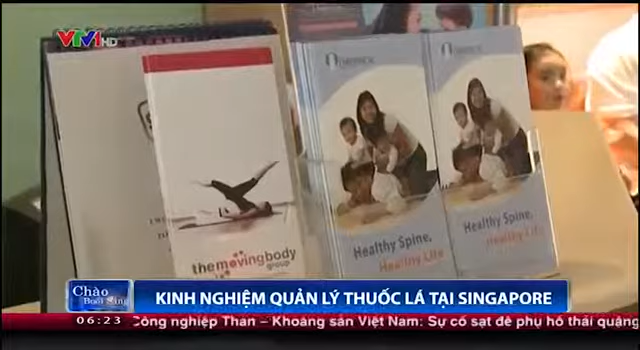 VTV1 HD
themovingbody
group
Healthy Spine,
Healthy Life
Healthy Spine,
Healthy Life
Chào
Buổi Sáng
KINH NGHIỆM QUẢN LÝ THUỐC LÁ TẠI SINGAPORE
06:23
Công nghiệp Than – Khoáng sản Việt Nam: Sự cố sạt đê phụ hồ thải quặng